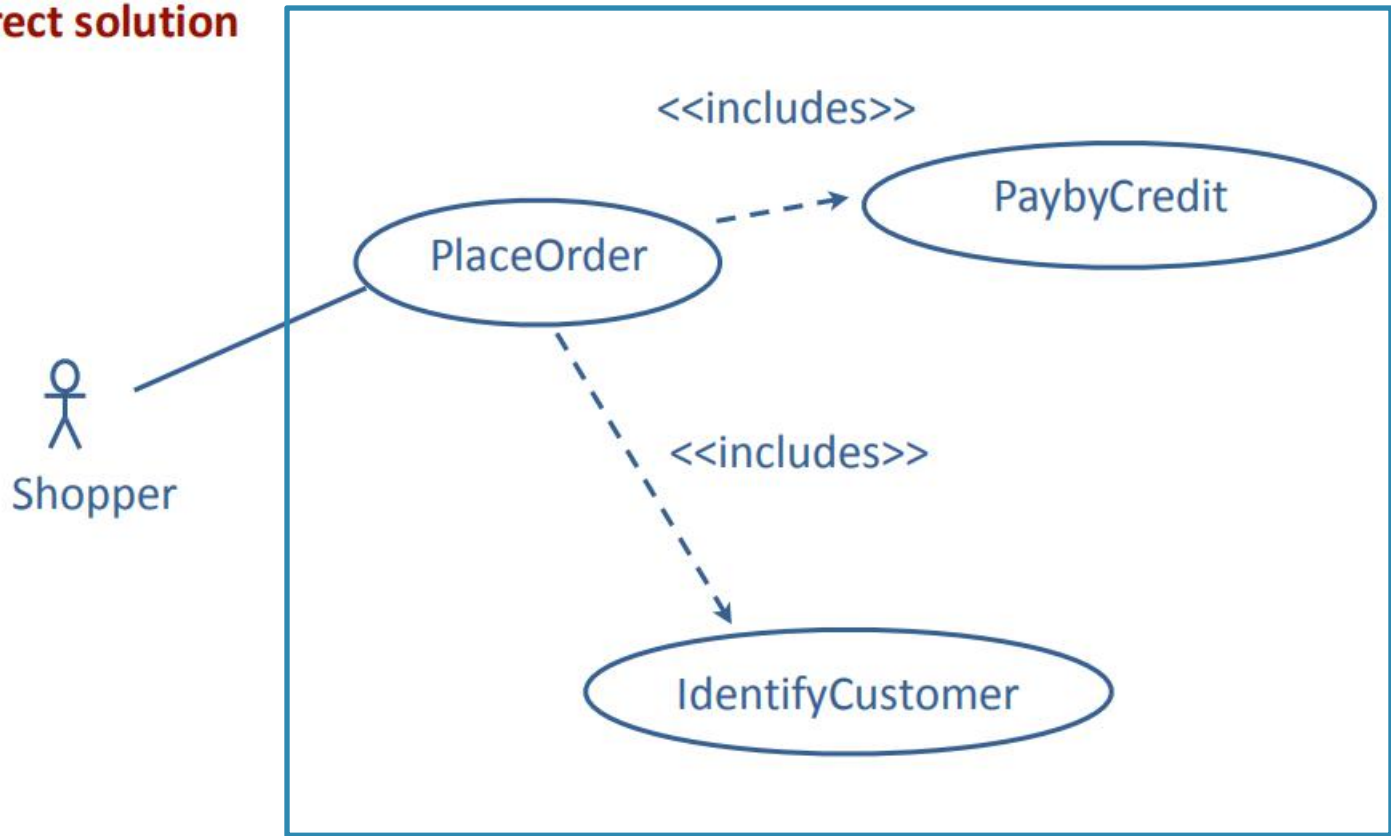 rect solution
<<includes>>
PaybyCredit
PlaceOrder
<<includes>>
Shopper
IdentifyCustomer